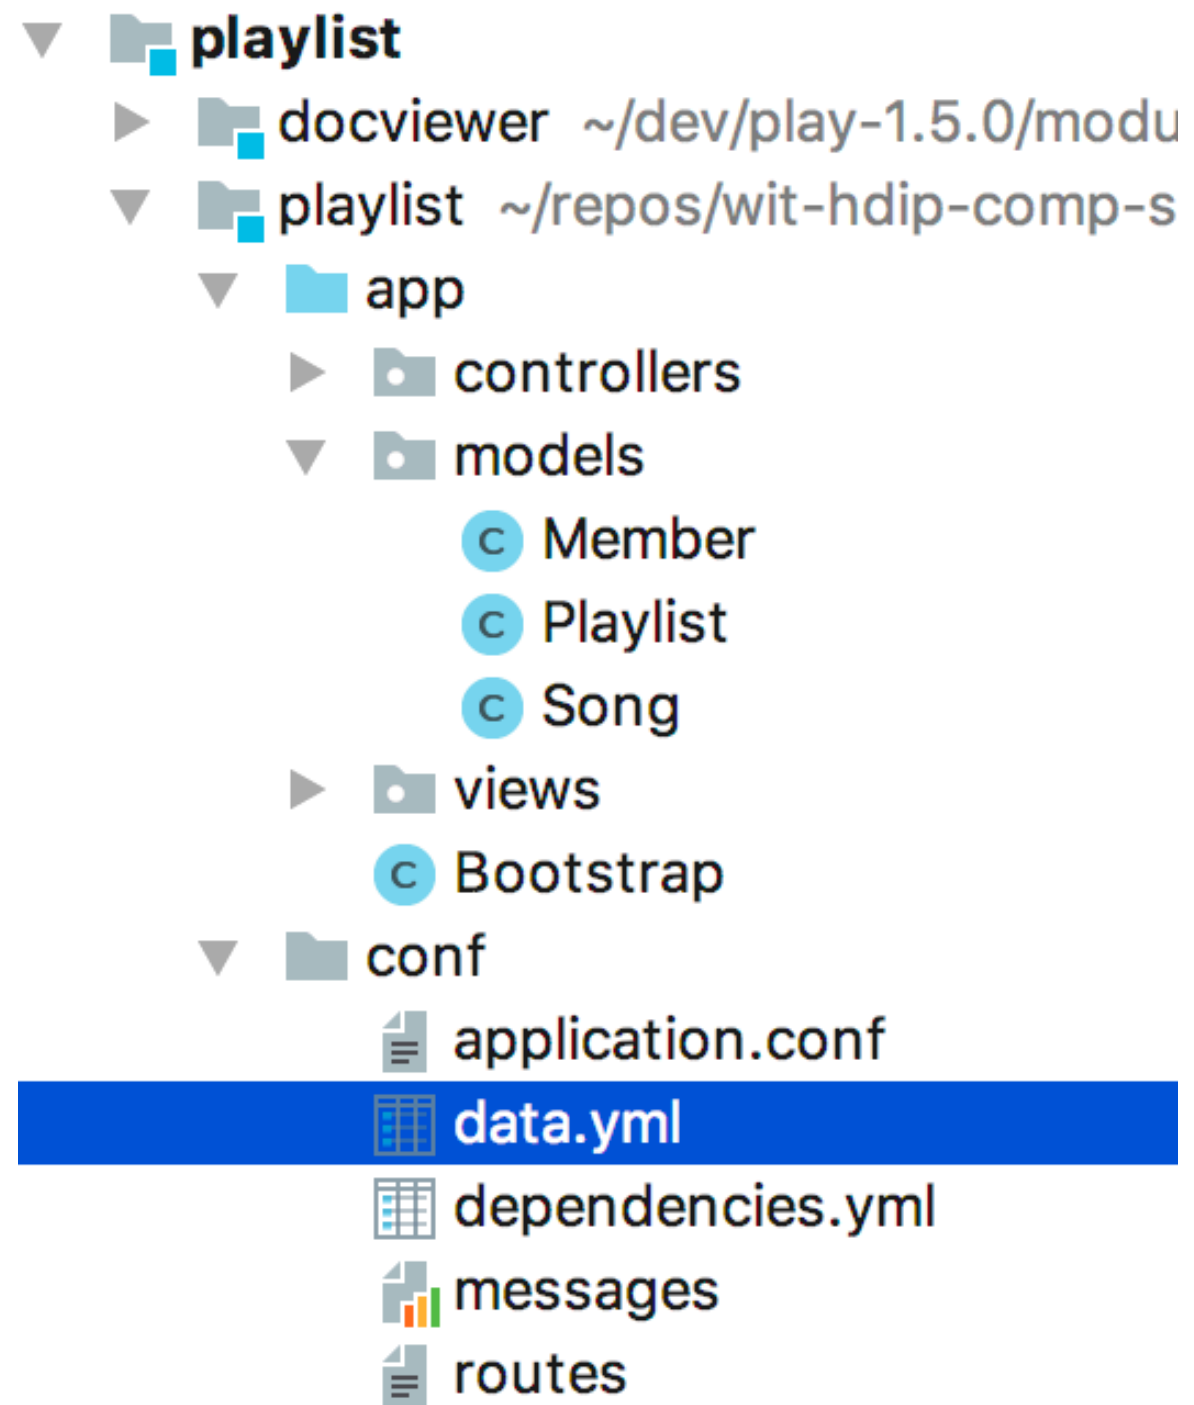 playlist
docviewer ~/dev/play-1.5.0/modu
playlist ~/repos/wit-hdip-comp-s
app
controllers
models
C Member
C Playlist
C Song
views
C Bootstrap
conf
application.conf
data.yml
dependencies.yml
messages
routes